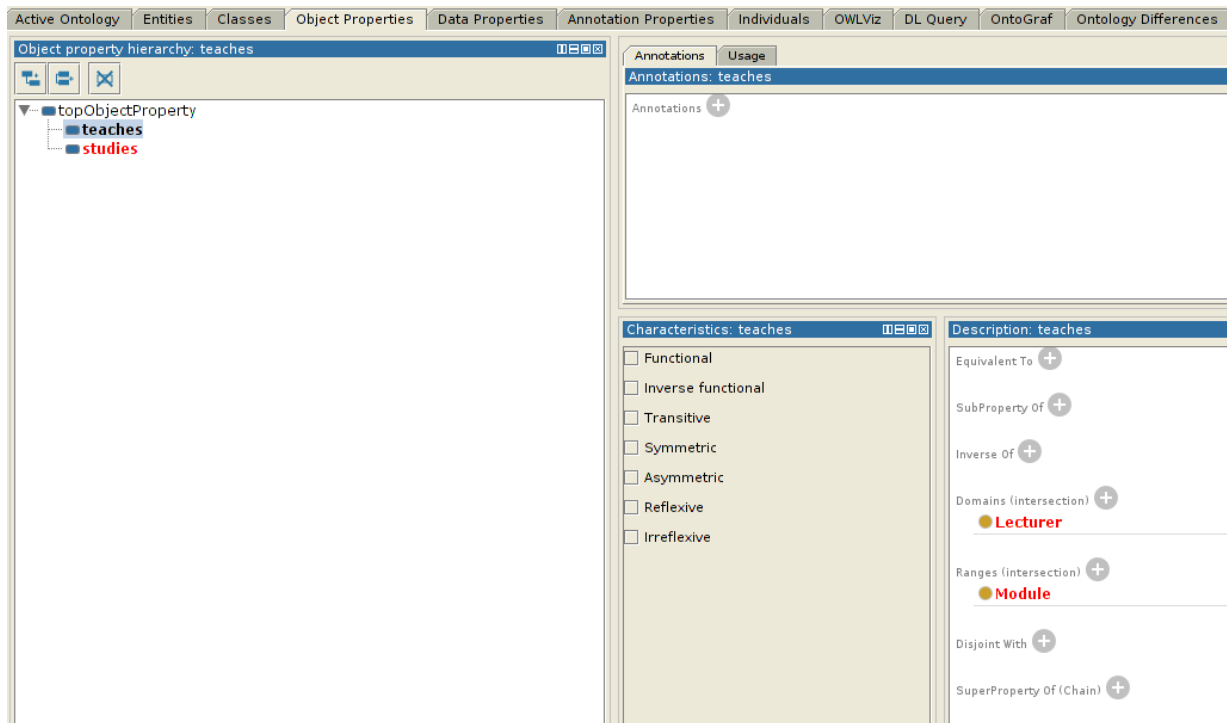 Active Ontology Entities Classes Object Properties Data Properties Annotation Properties Individuals OWLViz DL Query OntoGraf Ontology Differences
Object property hierarchy: teaches
topObjectProperty
teaches
studies
Annotations Usage
Annotations: teaches
Annotations
Characteristics: teaches
Functional
Inverse functional
Transitive
Symmetric
Asymmetric
Reflexive
Irreflexive
Description: teaches
Equivalent To
SubProperty Of
Inverse Of
Domains (intersection)
Lecturer
Ranges (intersection)
Module
Disjoint With
SuperProperty Of (Chain)